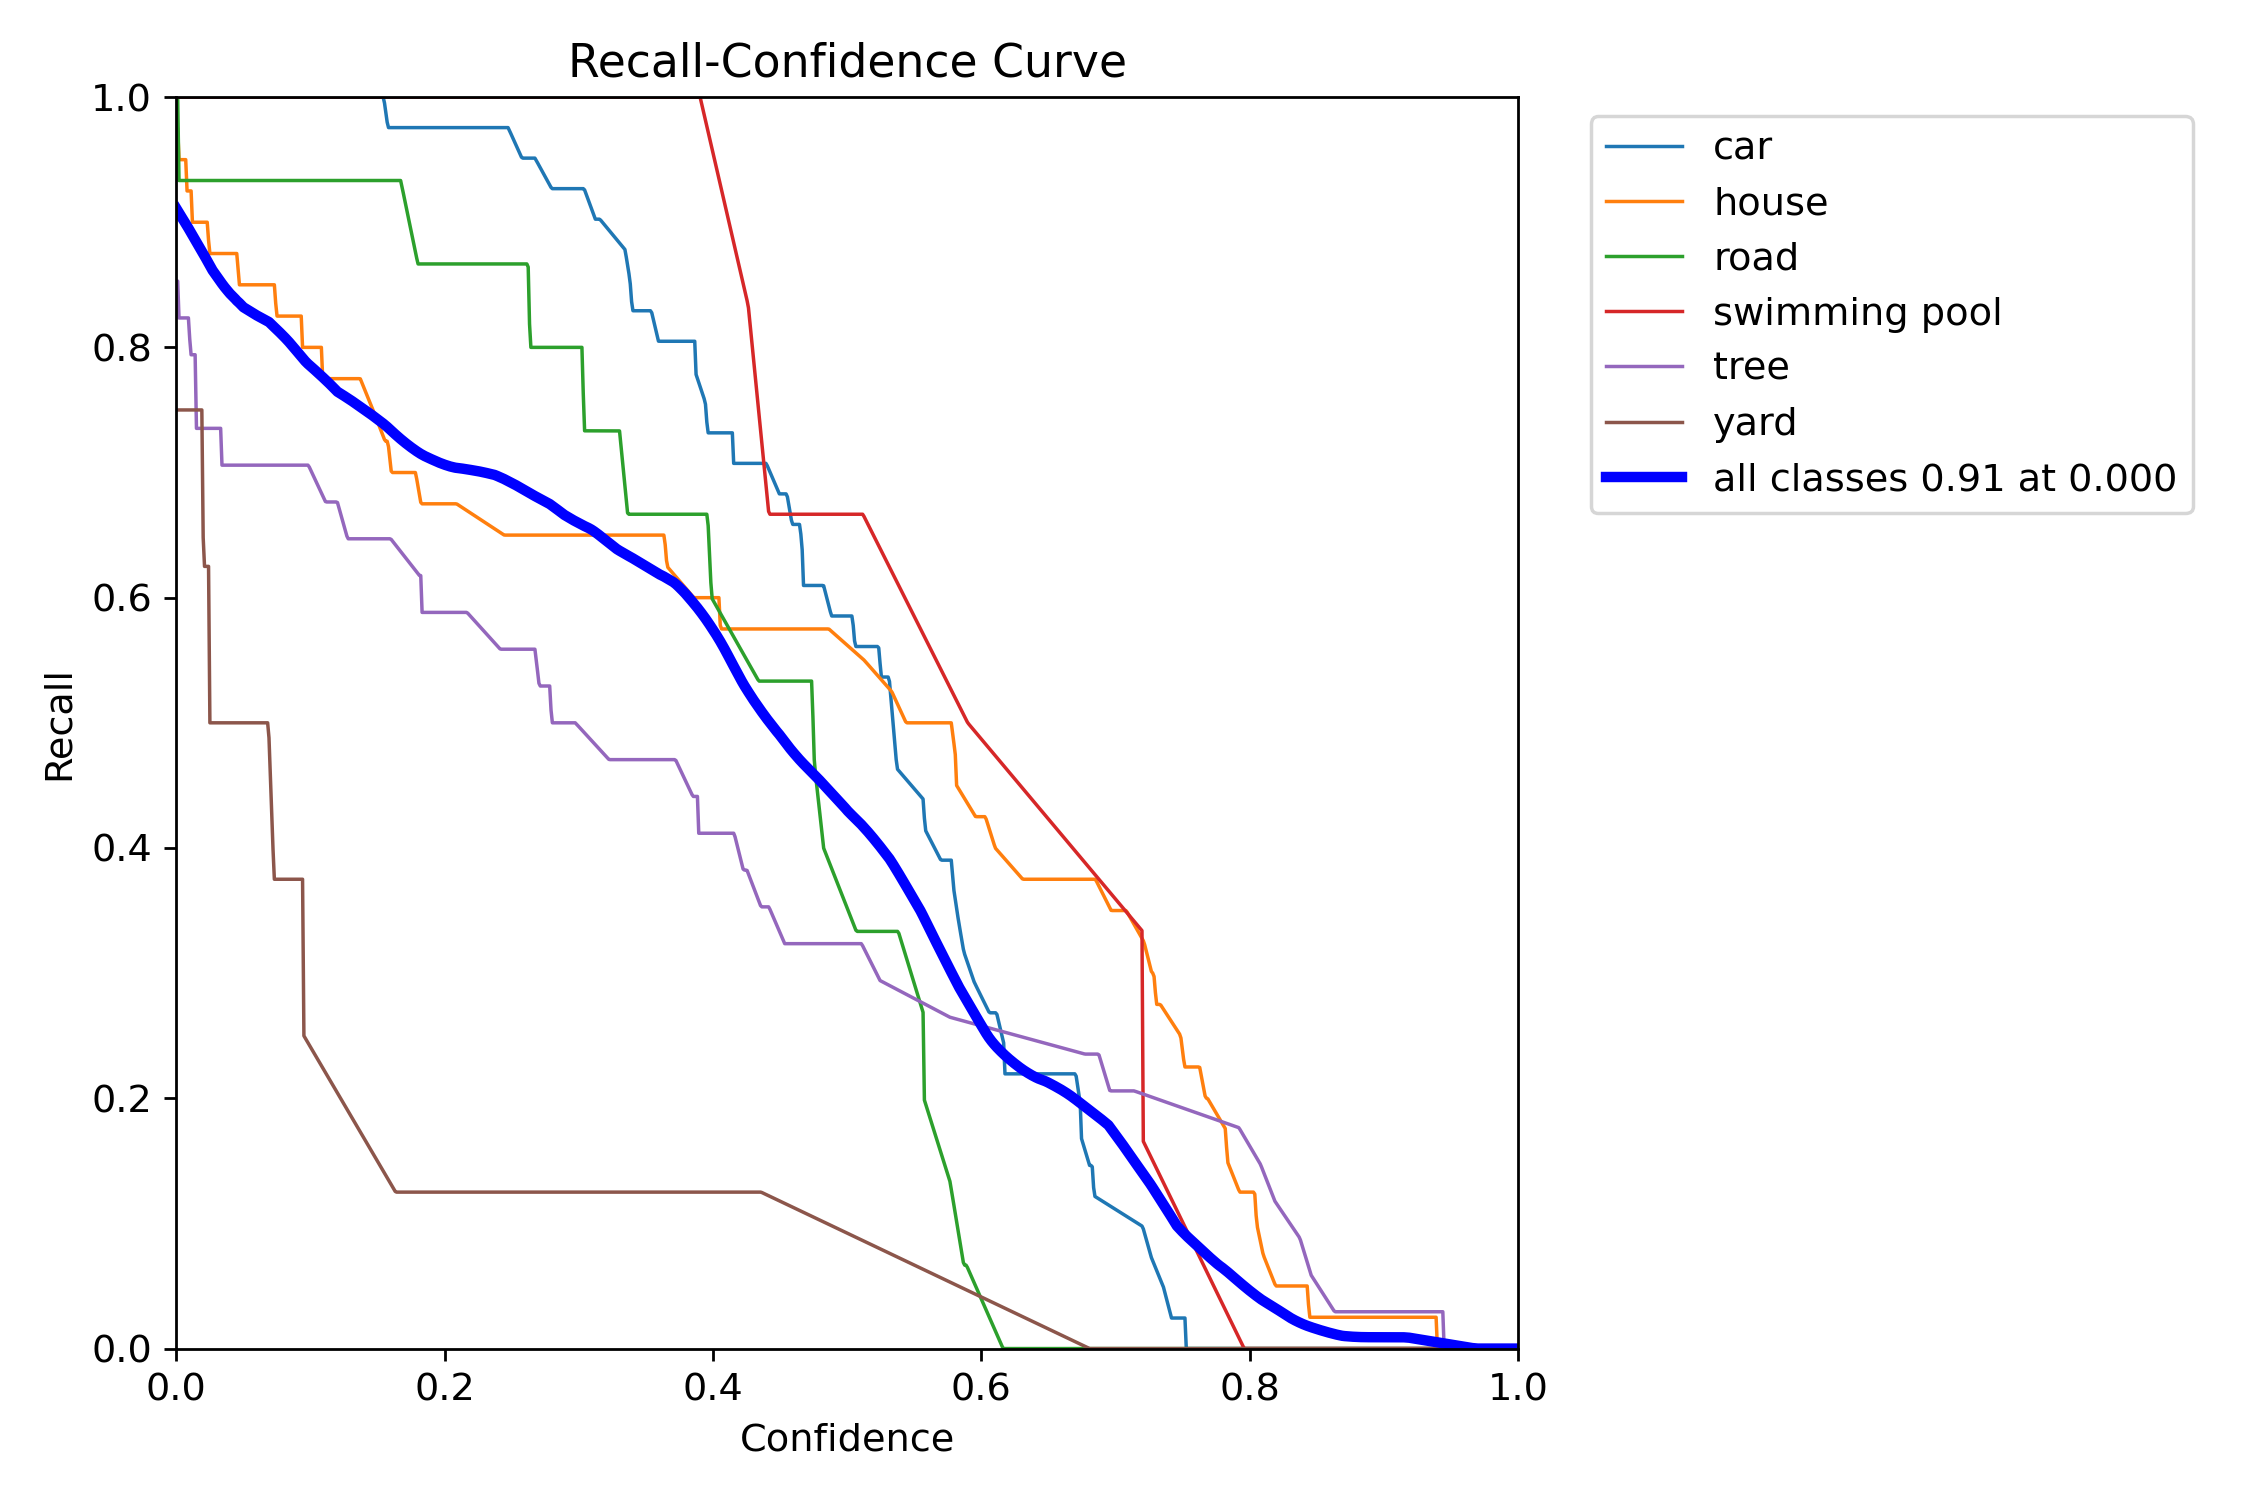 Recall-Confidence Curve
1.0
0.8
0.6
0.4
0.2
0.0
Recall
0.0 0.2 0.4 0.6 0.8 1.0
Confidence
car
house
road
swimming pool
tree
yard
all classes 0.91 at 0.000